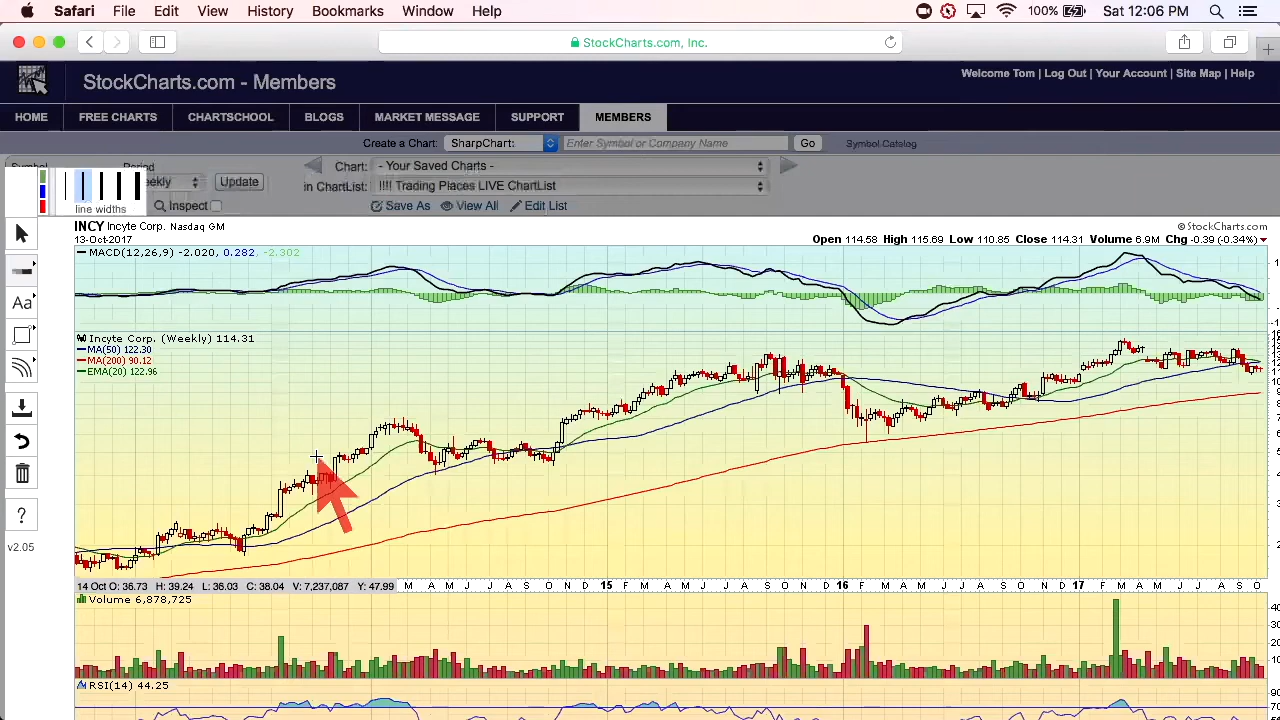 Safari File Edit View History Bookmarks Window Help 100% Sat 12:06 PM
StockCharts.com, Inc.
StockCharts.com - Members
Welcome Tom | Log Out | Your Account | Site Map | Help
HOME FREE CHARTS CHARTSCHOOL BLOGS MARKET MESSAGE SUPPORT MEMBERS
Create a Chart: SharpChart: Enter Symbol or Company Name Go Symbol Catalog
Symbol Period Chart: - Your Saved Charts -
eekly Update in ChartList: !!!! Trading Places LIVE ChartList
line widths Inspect Save As View All Edit List
INCY Incyte Corp. Nasdaq GM © StockCharts.com
13-Oct-2017 Open 114.58 High 115.69 Low 110.85 Close 114.31 Volume 6.9M Chg -0.39 (-0.34%)
MACD(12,26,9) -2.020, 0.282, -2.302
Aa
Incyte Corp. (Weekly) 114.31
MA(50) 122.30
MA(200) 90.12
EMA(20) 122.96
?
v2.05
14 Oct O: 36.73 H: 39.24 L: 36.03 C: 38.04 V: 7,237,087 Y: 47.99 M A M J J A S O N D 15 F M A M J J A S O N D 16 F M A M J J A S O N D 17 F M A M J J A S O
Volume 6,878,725
RSI(14) 44.25